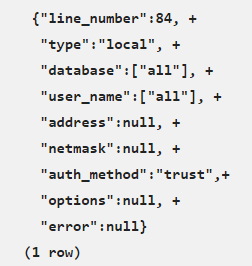 {"line_number":84, +
"type":"local", +
"database":["all"], +
"user_name":["all"], +
"address":null, +
"netmask":null, +
"auth_method":"trust",+
"options":null, +
"error":null}
(1 row)